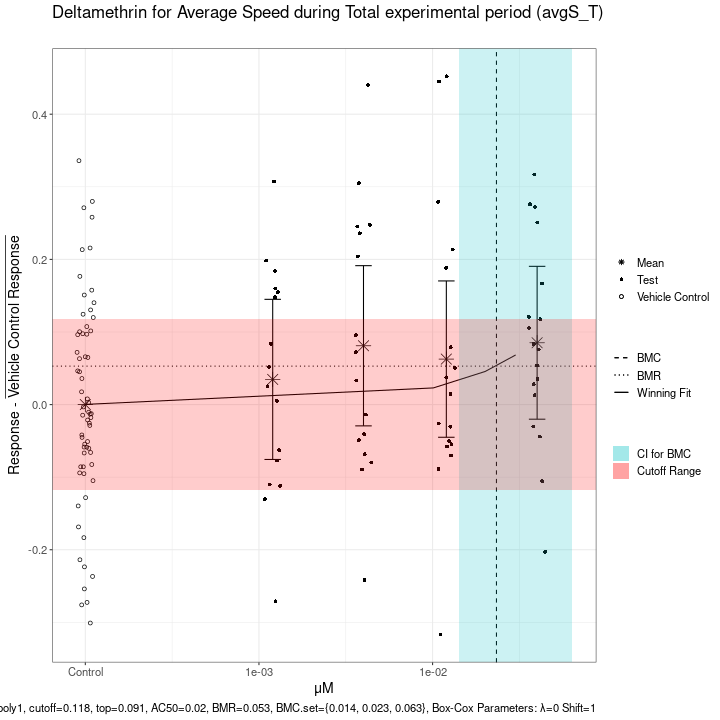 Deltamethrin for Average Speed during Total experimental period (avgS_T)
Response - Vehicle Control Response
0.4
0.2
0.0
-0.2
Control
1e-03
1e-02
μM
Mean
Test
Vehicle Control
BMC
BMR
Winning Fit
CI for BMC
Cutoff Range
poly1, cutoff=0.118, top=0.091, AC50=0.02, BMR=0.053, BMC.set={0.014, 0.023, 0.063}, Box-Cox Parameters: λ=0 Shift=1